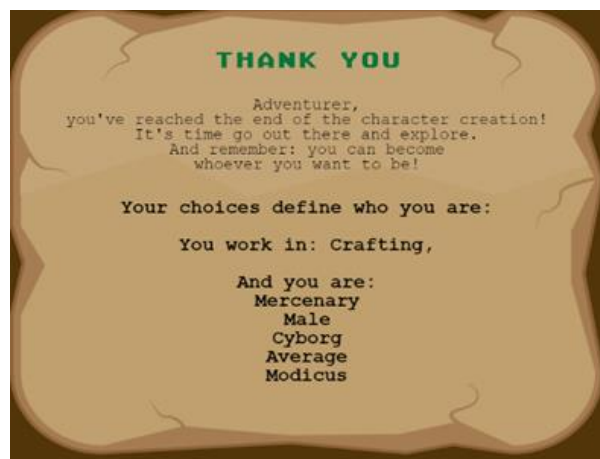 THANK YOU
Adventurer,
you've reached the end of the character creation!
It's time go out there and explore.
And remember: you can become
whoever you want to be!
Your choices define who you are:
You work in: Crafting,
And you are:
Mercenary
Male
Cyborg
Average
Modicus